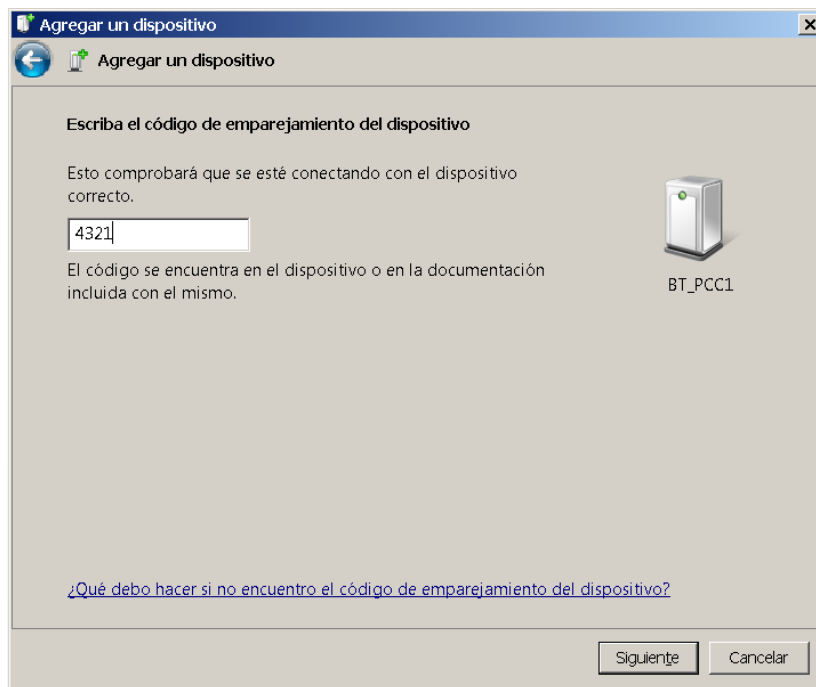 Agregar un dispositivo
Agregar un dispositivo
Escriba el código de emparejamiento del dispositivo
Esto comprobará que se esté conectando con el dispositivo
correcto.
4321
El código se encuentra en el dispositivo o en la documentación
incluida con el mismo.
BT_PCC1
¿Qué debo hacer si no encuentro el código de emparejamiento del dispositivo?
Siguiente
Cancelar